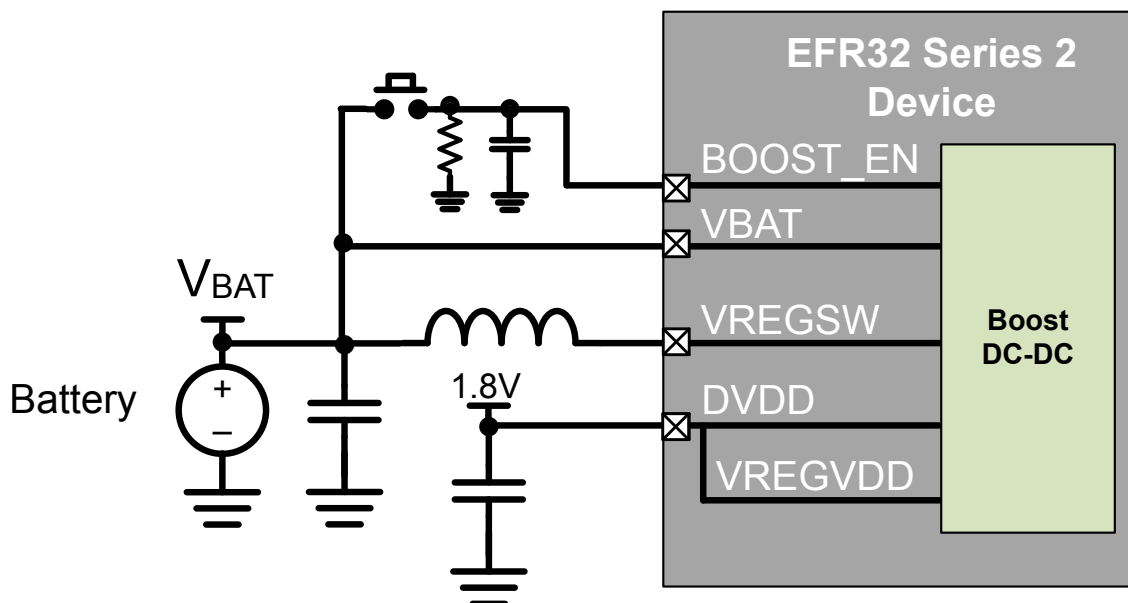 EFR32 Series 2
Device
BOOST_EN
VBAT
VBAT
VREGSW
Boost
DC-DC
Battery
+
–
1.8V
DVDD
VREGVDD